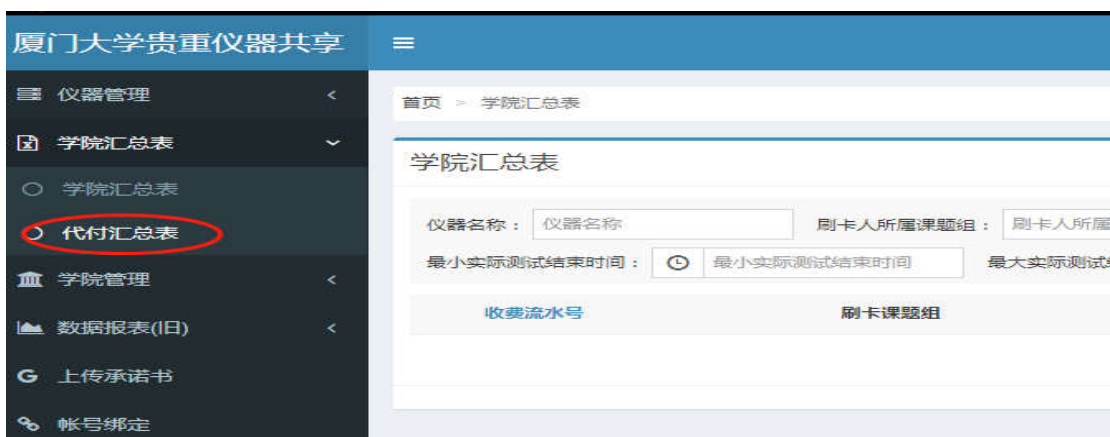 厦门大学贵重仪器共享
仪器管理
学院汇总表
学院汇总表
代付汇总表
学院管理
数据报表(旧)
上传承诺书
帐号绑定
首页 > 学院汇总表
学院汇总表
仪器名称： 仪器名称 刷卡人所属课题组： 刷卡人所属
最小实际测试结束时间： 最小实际测试结束时间 最大实际测试
收费流水号 刷卡课题组